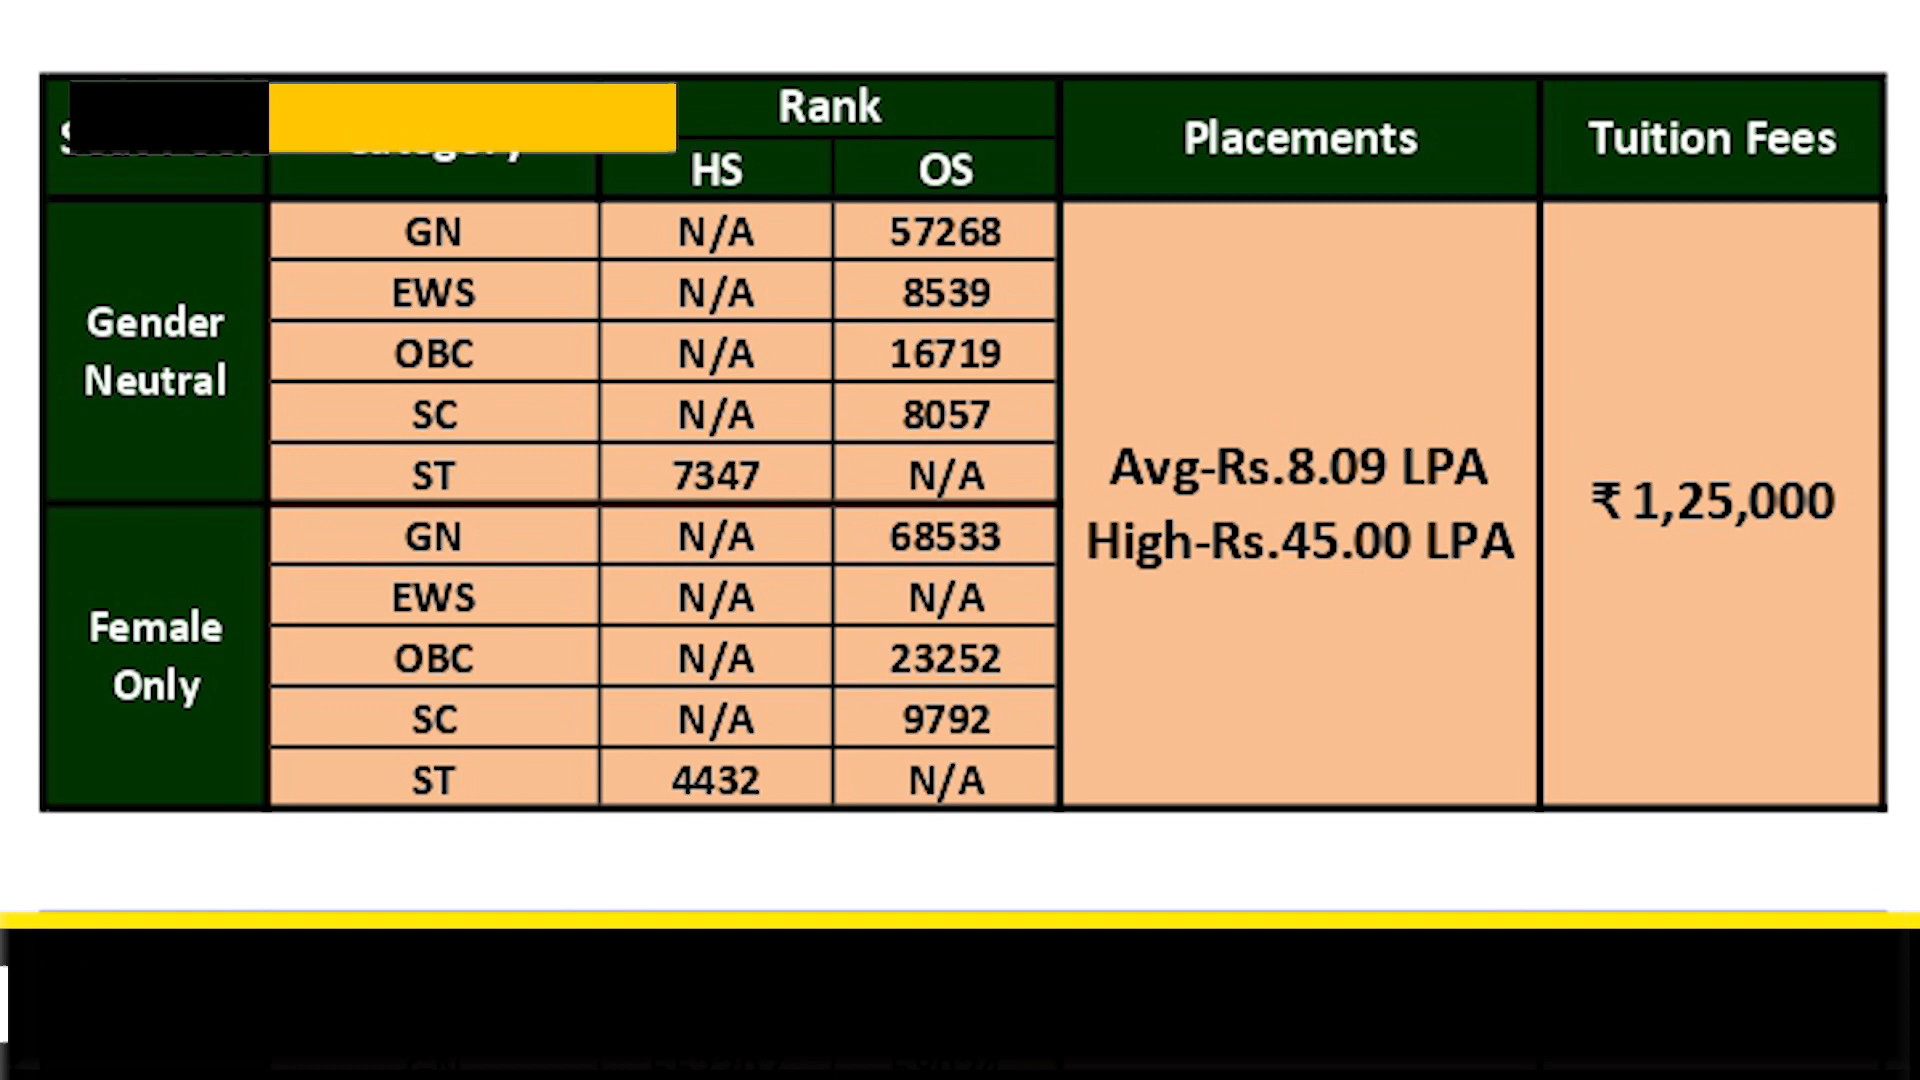 Rank
Placements
Tuition Fees
HS
OS
Gender
Neutral
GN N/A 57268
EWS N/A 8539
OBC N/A 16719
SC N/A 8057
ST 7347 N/A
Female
Only
GN N/A 68533
EWS N/A N/A
OBC N/A 23252
SC N/A 9792
ST 4432 N/A
Avg-Rs.8.09 LPA
High-Rs.45.00 LPA
₹ 1,25,000